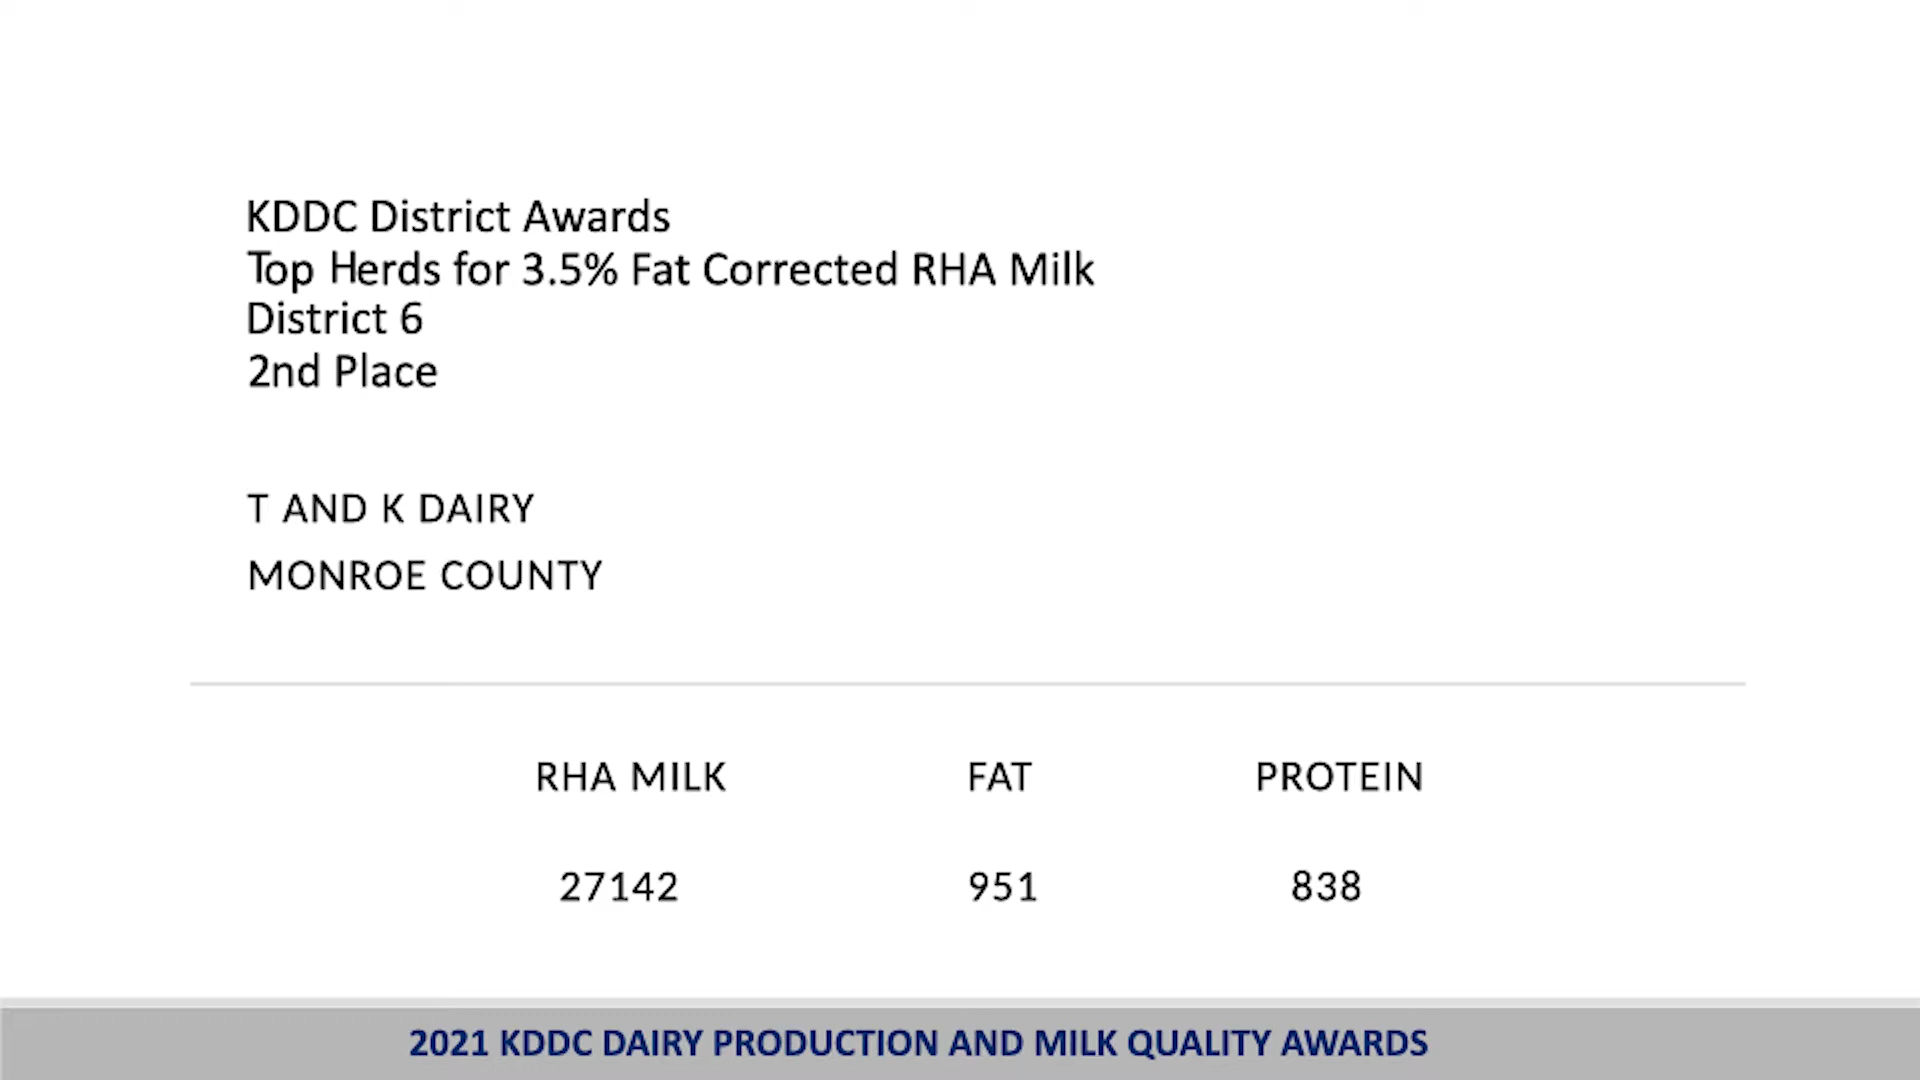 KDDC District Awards
Top Herds for 3.5% Fat Corrected RHA Milk
District 6
2nd Place
T AND K DAIRY
MONROE COUNTY
RHA MILK FAT PROTEIN
27142 951 838
2021 KDDC DAIRY PRODUCTION AND MILK QUALITY AWARDS